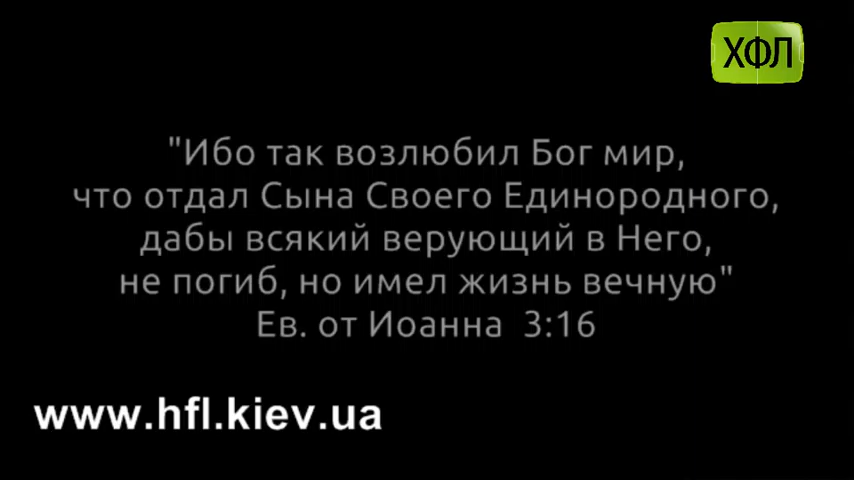 ХФЛ
"Ибо так возлюбил Бог мир,
что отдал Сына Своего Единородного,
дабы всякий верующий в Него,
не погиб, но имел жизнь вечную"
Ев. от Иоанна 3:16
www.hfl.kiev.ua